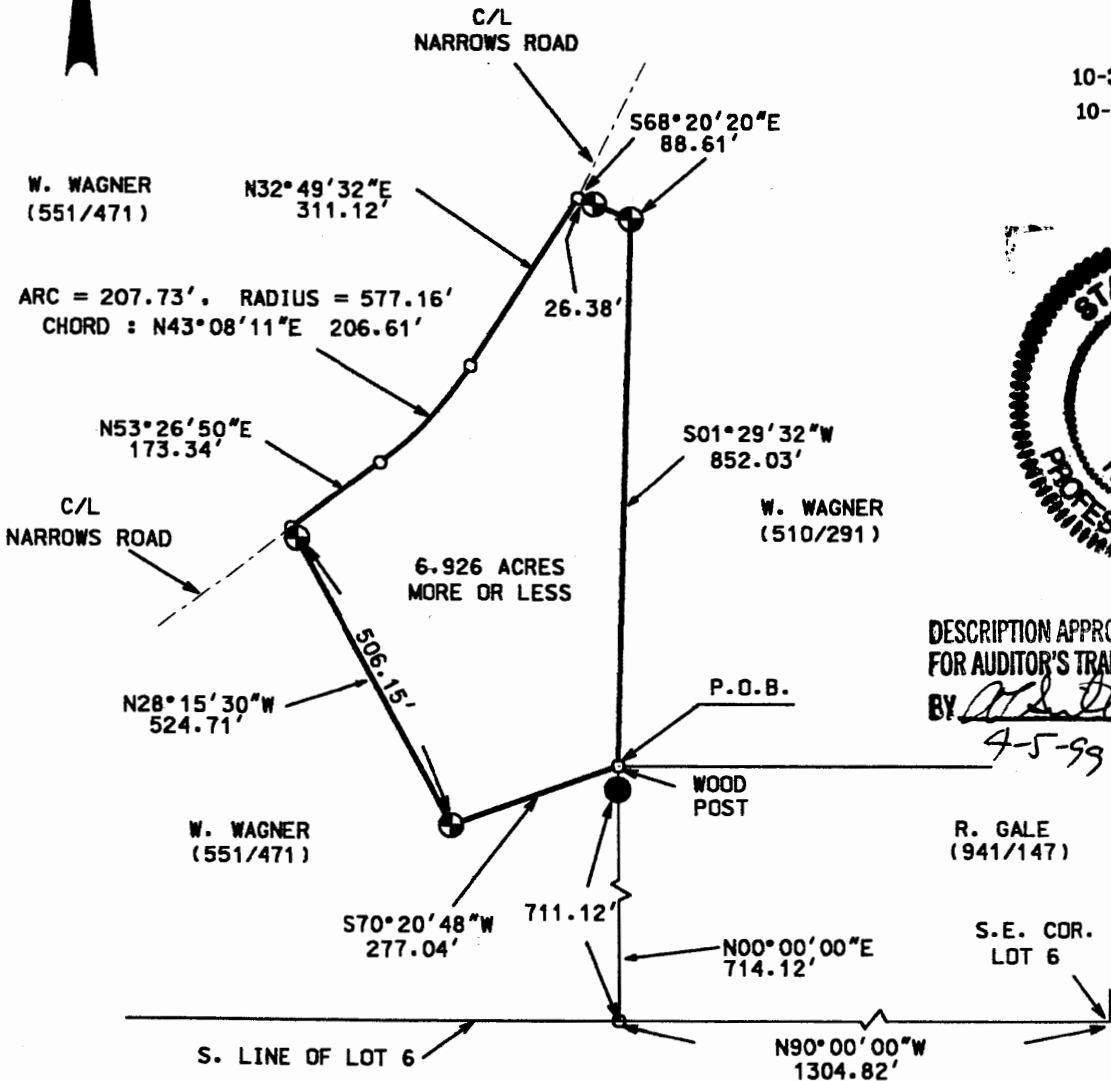 C/L
NARROWS ROAD
10-
10-
S68°20'20"E
88.61'
W. WAGNER
(551/471)
N32°49'32"E
311.12'
ARC = 207.73', RADIUS = 577.16'
CHORD : N43°08'11"E 206.61'
26.38'
N53°26'50"E
173.34'
S01°29'32"W
852.03'
C/L
NARROWS ROAD
W. WAGNER
(510/291)
6.926 ACRES
MORE OR LESS
506.15'
N28°15'30"W
524.71'
P.O.B.
DESCRIPTION APPRO
FOR AUDITOR'S TRA
BY
4-5-99
WOOD
POST
W. WAGNER
(551/471)
R. GALE
(941/147)
S70°20'48"W
277.04'
711.12'
N00°00'00"E
714.12'
S.E. COR.
LOT 6
S. LINE OF LOT 6
N90°00'00"W
1304.82'
STA
PROFES